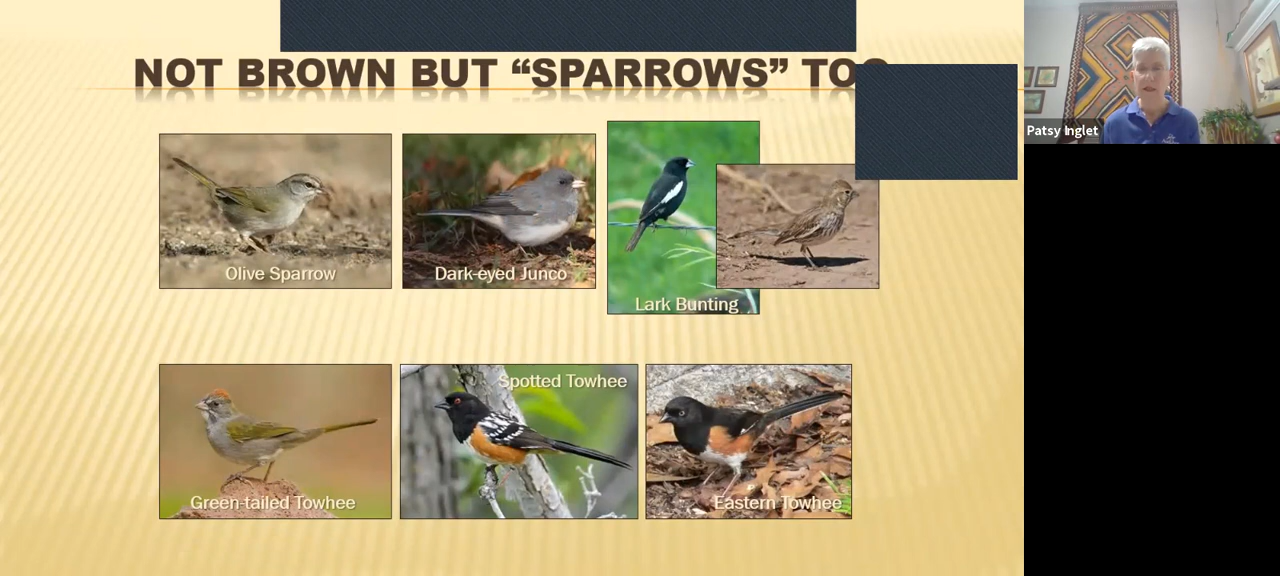 NOT BROWN BUT “SPARROWS” TOO
Patsy Inglet
Olive Sparrow
Dark-eyed Junco
Lark Bunting
Spotted Towhee
Green-tailed Towhee
Eastern Towhee